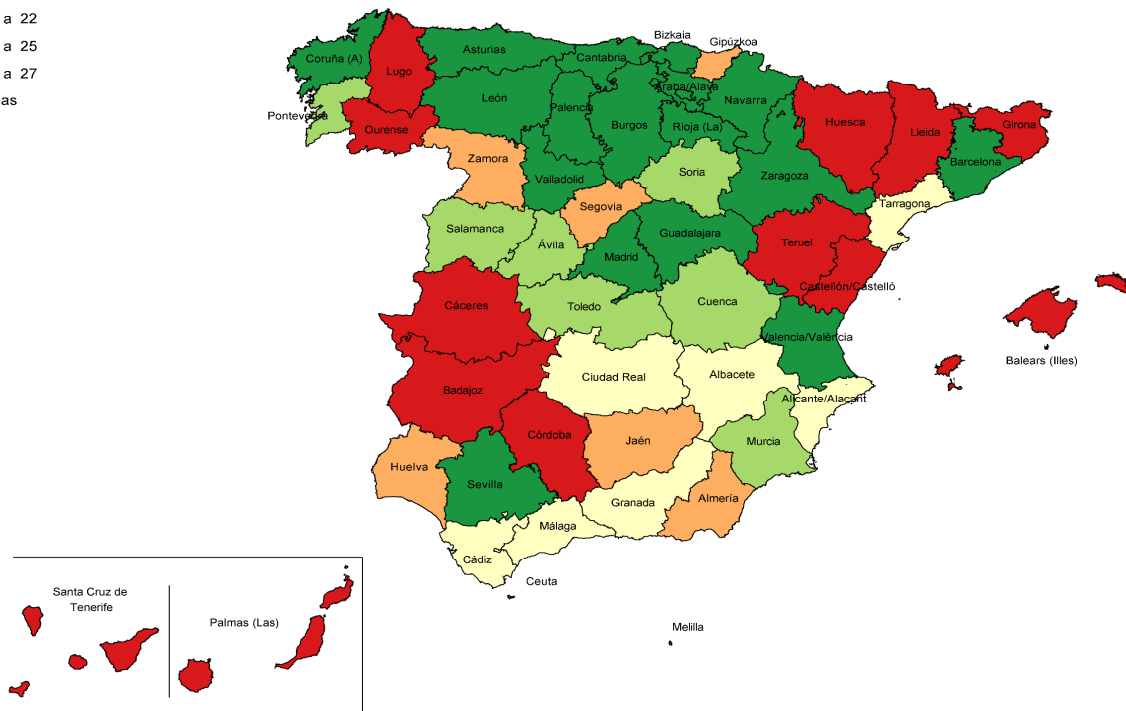 a 22
a 25
a 27
as
Bizkaia
Gipúzkoa
Coruña (A)
Lugo
Asturias
Cantabria
Araba/Álava
Navarra
Pontevedra
Ourense
León
Palencia
Burgos
Rioja (La)
Huesca
Lleida
Girona
Barcelona
Zamora
Valladolid
Soria
Zaragoza
Segovia
Tarragona
Salamanca
Ávila
Madrid
Guadalajara
Teruel
Castellón/Castelló
Cáceres
Toledo
Cuenca
Valencia/València
Balears (Illes)
Badajoz
Ciudad Real
Albacete
Alicante/Alacant
Córdoba
Jaén
Murcia
Huelva
Sevilla
Granada
Almería
Málaga
Cádiz
Ceuta
Melilla
Santa Cruz de
Tenerife
Palmas (Las)